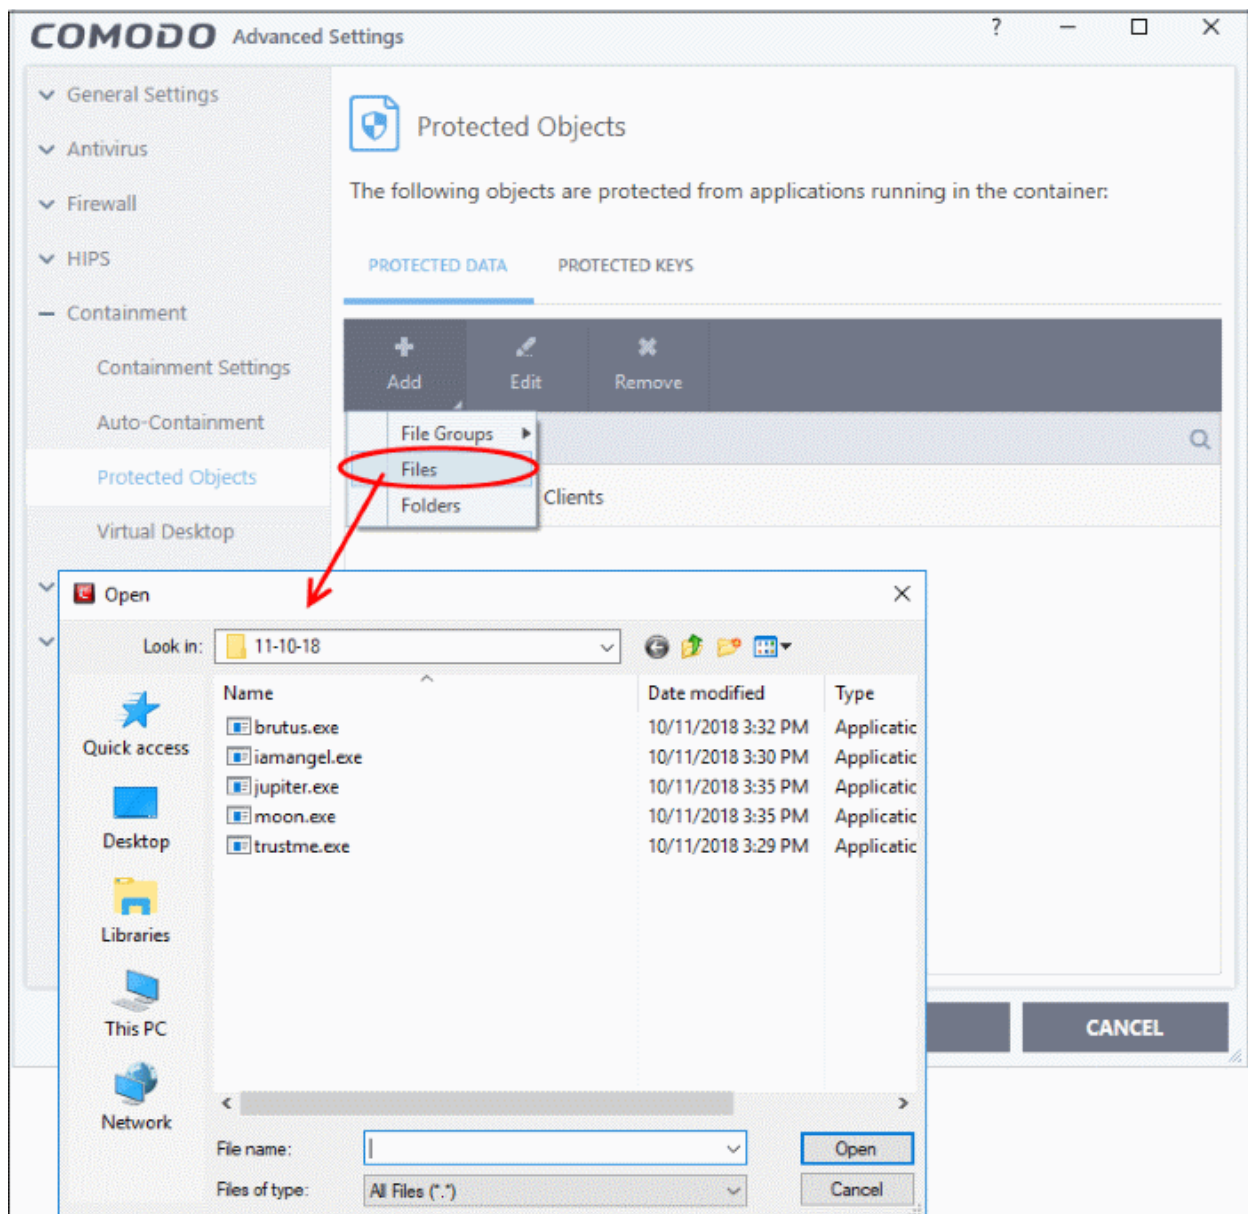 COMODO Advanced Settings ?
General Settings
Antivirus
Firewall
HIPS
Containment
Containment Settings
Auto-Containment
Protected Objects
Virtual Desktop
Protected Objects
The following objects are protected from applications running in the container:
PROTECTED DATA PROTECTED KEYS
Add Edit Remove
File Groups
Files
Folders
Clients
Open
Look in: 11-10-18
Quick access
Desktop
Libraries
This PC
Network
Name Date modified Type
brutus.exe 10/11/2018 3:32 PM Applicatic
iamangel.exe 10/11/2018 3:30 PM Applicatic
jupiter.exe 10/11/2018 3:35 PM Applicatic
moon.exe 10/11/2018 3:35 PM Applicatic
trustme.exe 10/11/2018 3:29 PM Applicatic
File name: Open
Files of type: All Files (*.*) Cancel
CANCEL